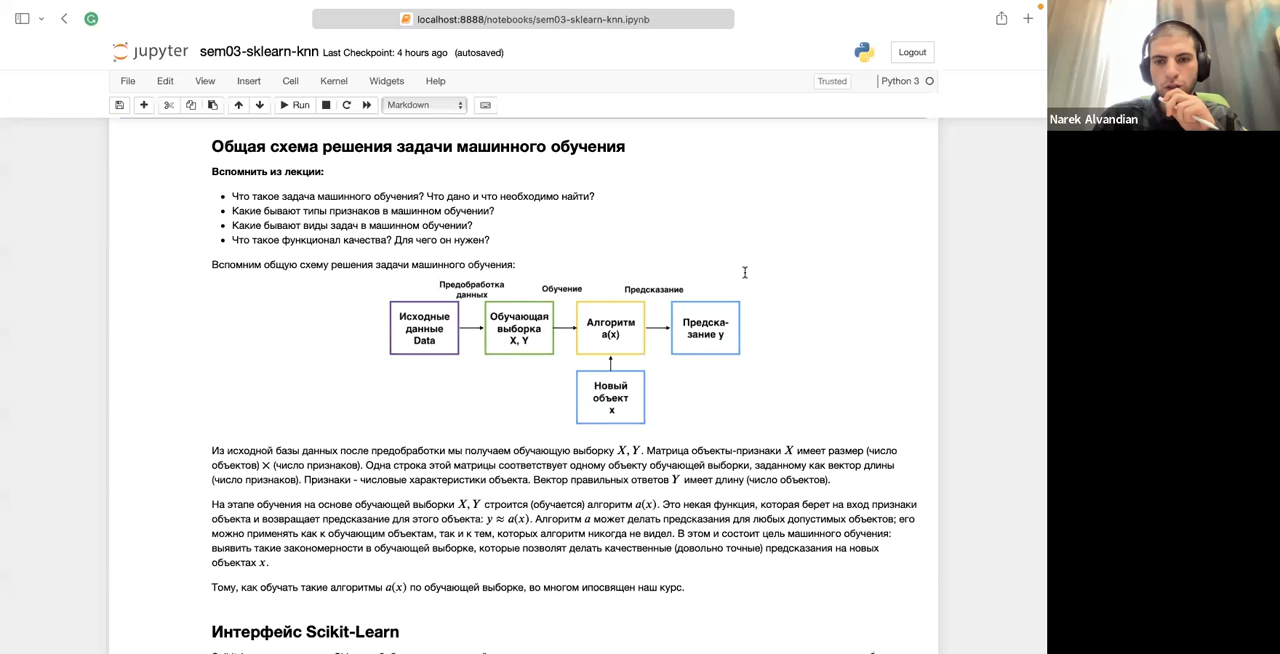 localhost:8888/notebooks/sem03-sklearn-knn.ipynb
jupyter sem03-sklearn-knn Last Checkpoint: 4 hours ago (autosaved)
Logout
File Edit View Insert Cell Kernel Widgets Help
Trusted
Python 3
Run
Markdown
Narek Alvandian
Общая схема решения задачи машинного обучения
Вспомнить из лекции:
• Что такое задача машинного обучения? Что дано и что необходимо найти?
• Какие бывают типы признаков в машинном обучении?
• Какие бывают виды задач в машинном обучении?
• Что такое функционал качества? Для чего он нужен?
Вспомним общую схему решения задачи машинного обучения:
Предобработка
данных
Обучение
Предсказание
Исходные
данные
Data
Обучающая
выборка
X, Y
Алгоритм
a(x)
Предска-
зание y
Новый
объект
x
Из исходной базы данных после предобработки мы получаем обучающую выборку X, Y. Матрица объекты-признаки X имеет размер (число
объектов) × (число признаков). Одна строка этой матрицы соответствует одному объекту обучающей выборки, заданному как вектор длины
(число признаков). Признаки - числовые характеристики объекта. Вектор правильных ответов Y имеет длину (число объектов).
На этапе обучения на основе обучающей выборки X, Y строится (обучается) алгоритм a(x). Это некая функция, которая берет на вход признаки
объекта и возвращает предсказание для этого объекта: y ≈ a(x). Алгоритм a может делать предсказания для любых допустимых объектов; его
можно применять как к обучающим объектам, так и к тем, которых алгоритм никогда не видел. В этом и состоит цель машинного обучения:
выявить такие закономерности в обучающей выборке, которые позволят делать качественные (довольно точные) предсказания на новых
объектах x.
Тому, как обучать такие алгоритмы a(x) по обучающей выборке, во многом ипосвящен наш курс.
Интерфейс Scikit-Learn